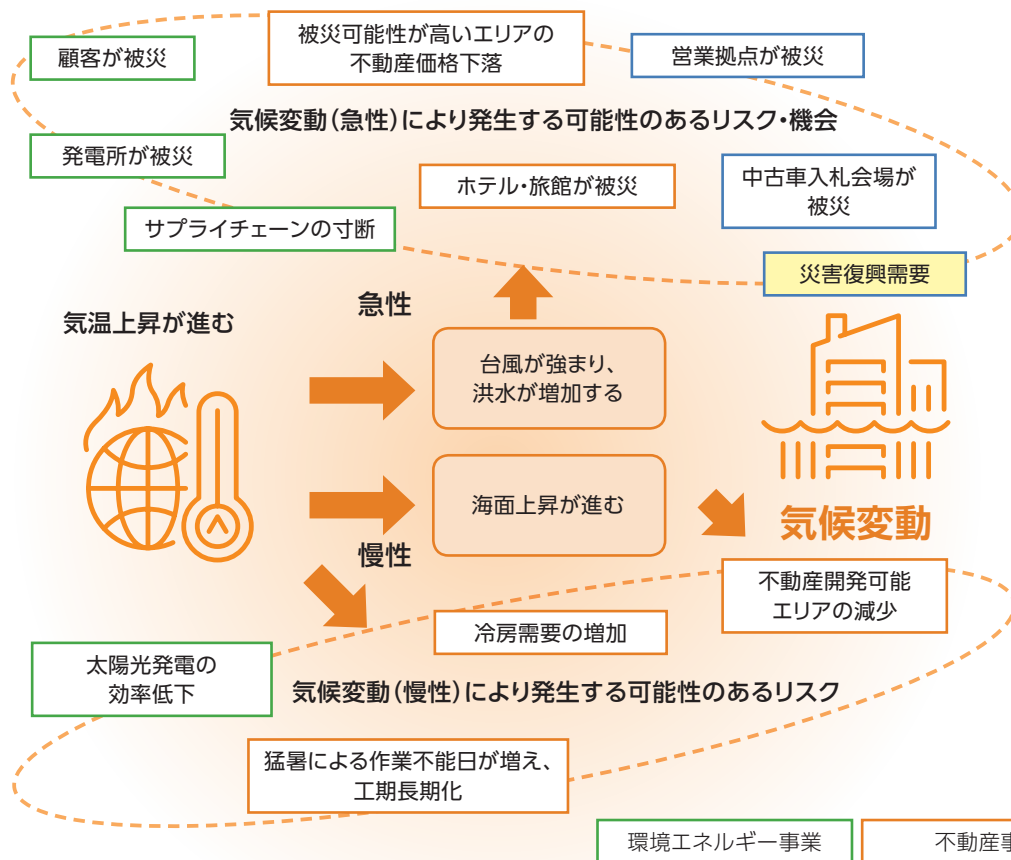 顧客が被災
被災可能性が高いエリアの
不動産価格下落
営業拠点が被災
気候変動（急性）により発生する可能性のあるリスク・機会
発電所が被災
ホテル・旅館が被災
中古車入札会場が
被災
サプライチェーンの寸断
災害復興需要
急性
気温上昇が進む
台風が強まり、
洪水が増加する
海面上昇が進む
気候変動
慢性
不動産開発可能
エリアの減少
冷房需要の増加
太陽光発電の
効率低下
気候変動（慢性）により発生する可能性のあるリスク
猛暑による作業不能日が増え、
工期長期化
環境エネルギー事業
不動産事